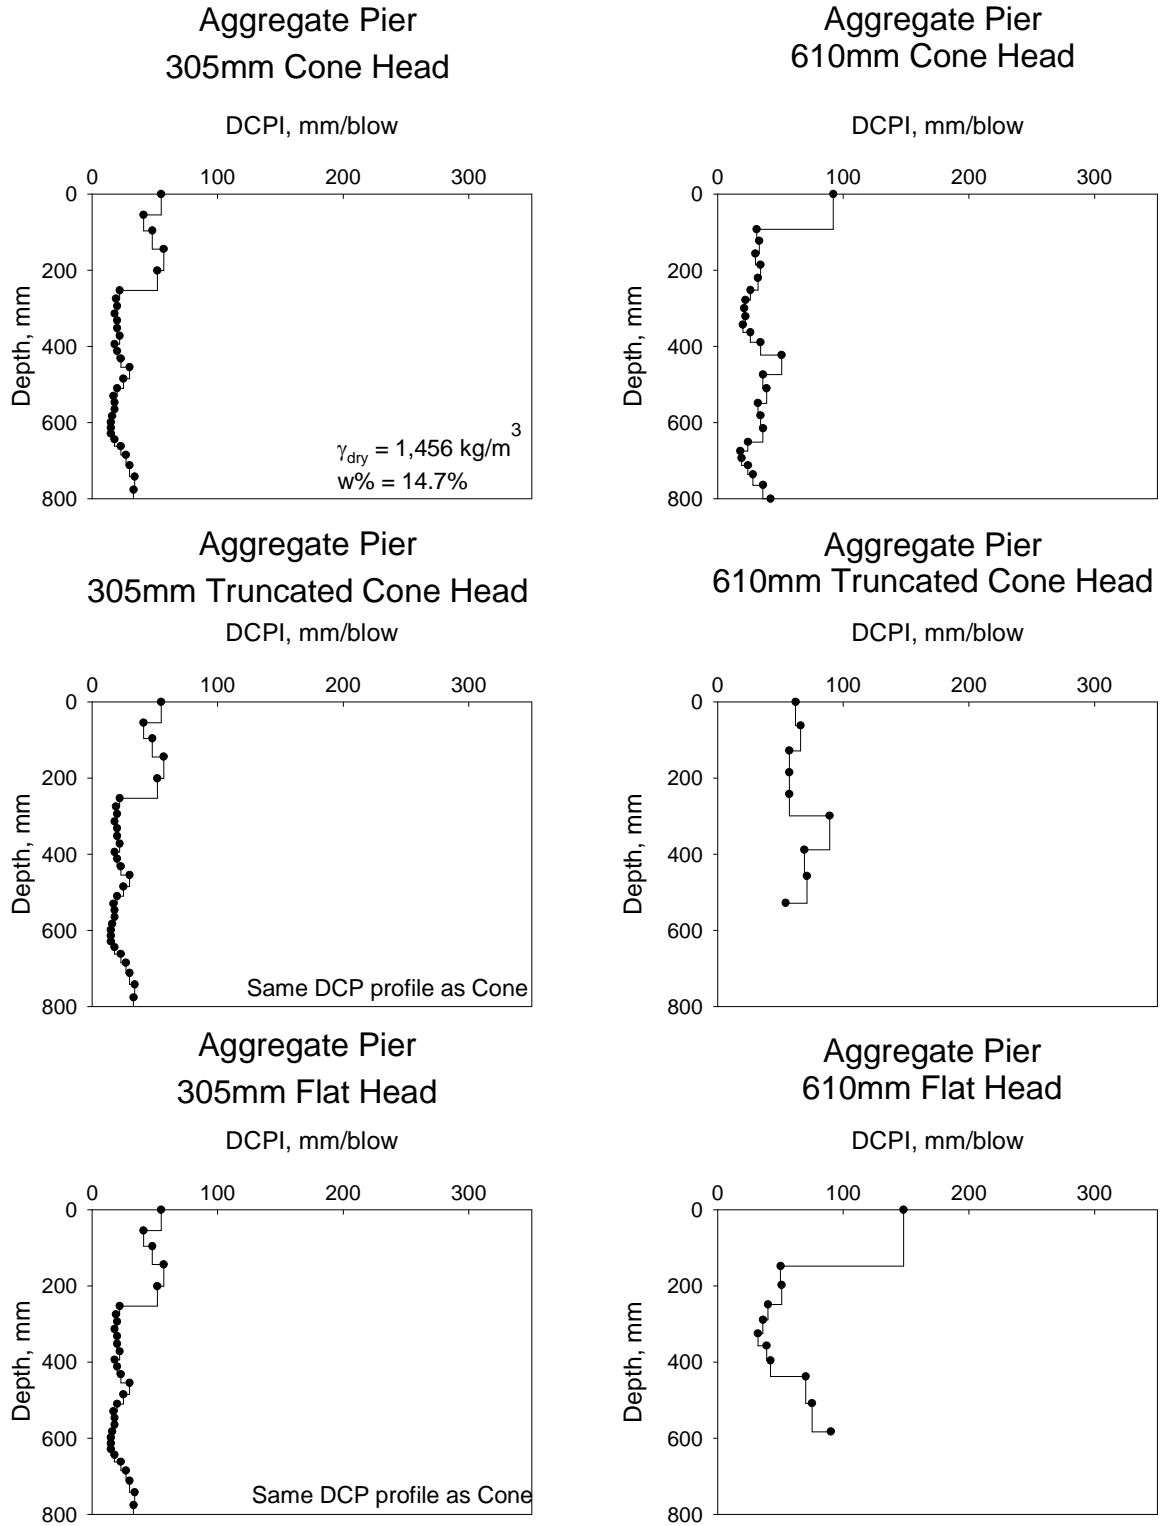 Aggregate Pier
305mm Cone Head
DCPI, mm/blow
0 100 200 300
0
200
400
600
800
Depth, mm
γdry = 1,456 kg/m3
w% = 14.7%
Aggregate Pier
610mm Cone Head
DCPI, mm/blow
0 100 200 300
0
200
400
600
800
Depth, mm
Aggregate Pier
305mm Truncated Cone Head
DCPI, mm/blow
0 100 200 300
0
200
400
600
800
Depth, mm
Same DCP profile as Cone
Aggregate Pier
610mm Truncated Cone Head
DCPI, mm/blow
0 100 200 300
0
200
400
600
800
Depth, mm
Aggregate Pier
305mm Flat Head
DCPI, mm/blow
0 100 200 300
0
200
400
600
800
Depth, mm
Same DCP profile as Cone
Aggregate Pier
610mm Flat Head
DCPI, mm/blow
0 100 200 300
0
200
400
600
800
Depth, mm